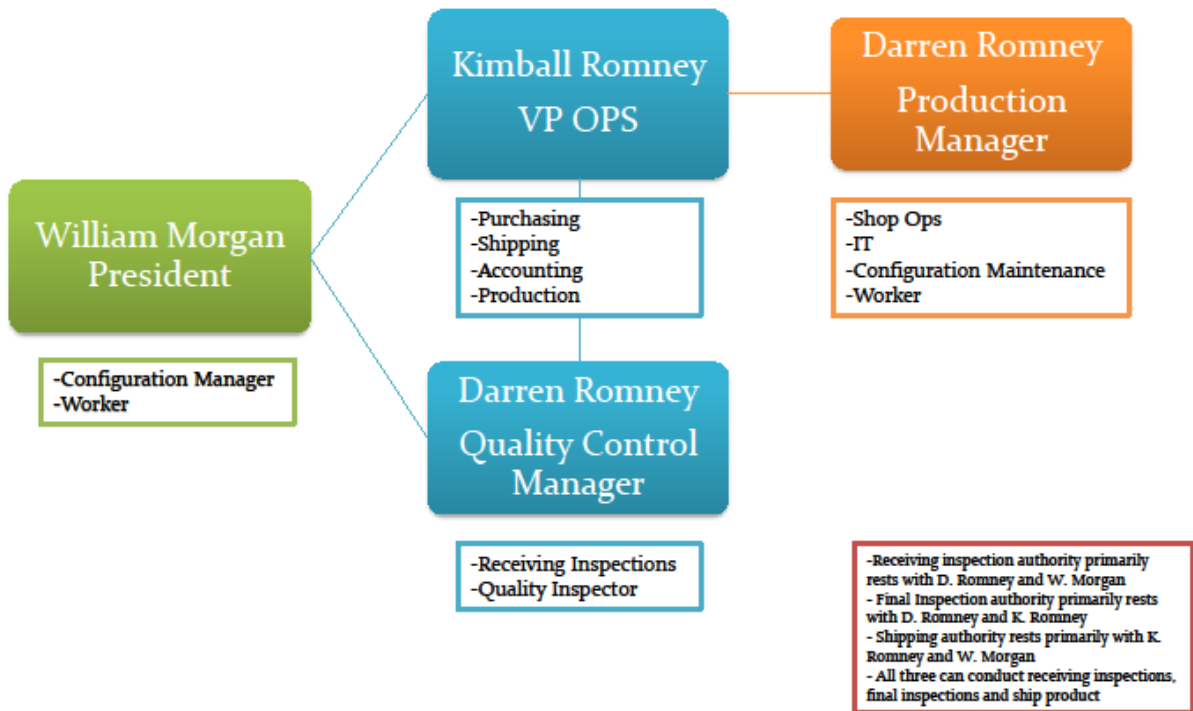 Kimball Romney
VP OPS
Darren Romney
Production
Manager
William Morgan
President
-Purchasing
-Shipping
-Accounting
-Production
-Shop Ops
-IT
-Configuration Maintenance
-Worker
-Configuration Manager
-Worker
Darren Romney
Quality Control
Manager
-Receiving Inspections
-Quality Inspector
-Receiving inspection authority primarily
rests with D. Romney and W. Morgan
- Final Inspection authority primarily rests
with D. Romney and K. Romney
- Shipping authority rests primarily with K.
Romney and W. Morgan
- All three can conduct receiving inspections,
final inspections and ship product